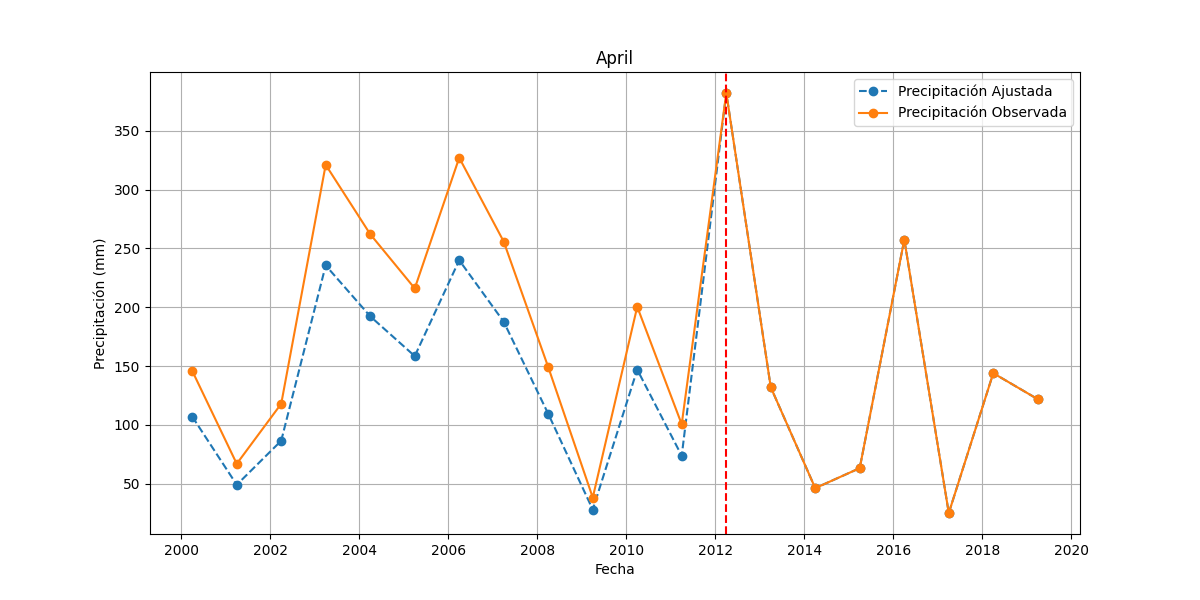 April
Precipitación Ajustada
Precipitación Observada
Precipitación (mm)
350
300
250
200
150
100
50
2000 2002 2004 2006 2008 2010 2012 2014 2016 2018 2020
Fecha